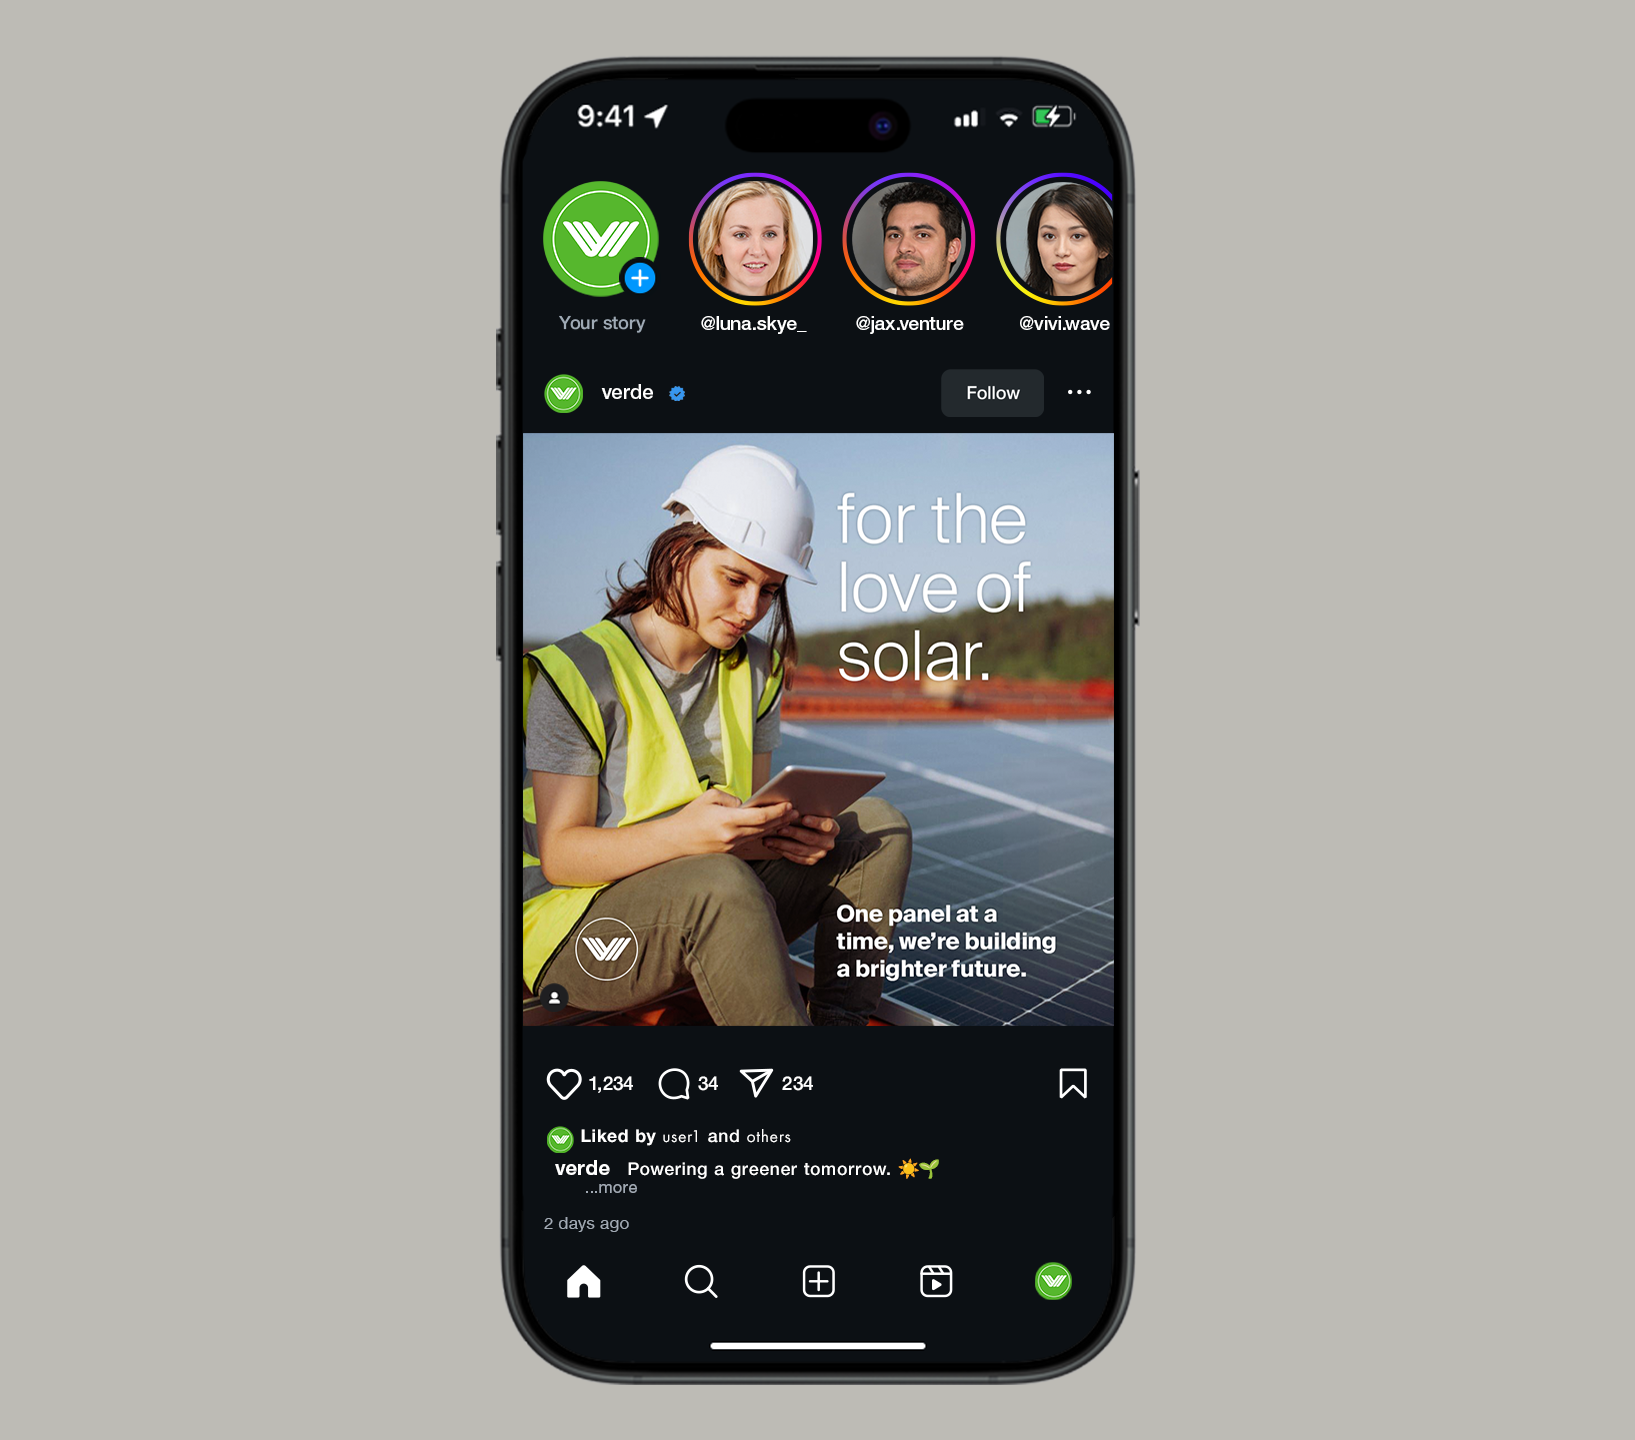 9:41
Your story
@luna.skye_
@jax.venture
@vivi.wave
verde
Follow
for the
love of
solar.
One panel at a
time, we're building
a brighter future.
1,234
34
234
Liked by user1 and others
verde Powering a greener tomorrow. ☀️🌱
...more
2 days ago